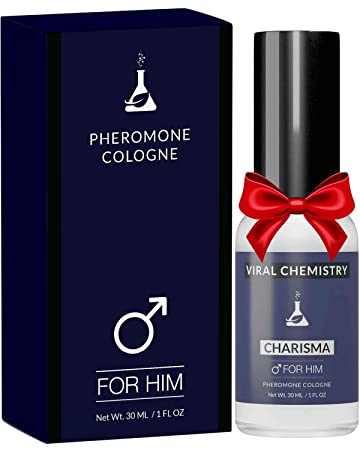 PHEROMONE
COLOGNE
FOR HIM
Net Wt. 30 ML / 1 FL OZ
VIRAL CHEMISTRY
CHARISMA
♂ FOR HIM
PHEROMONE COLOGNE
Net Wt. 30 ML / 1 FL OZ